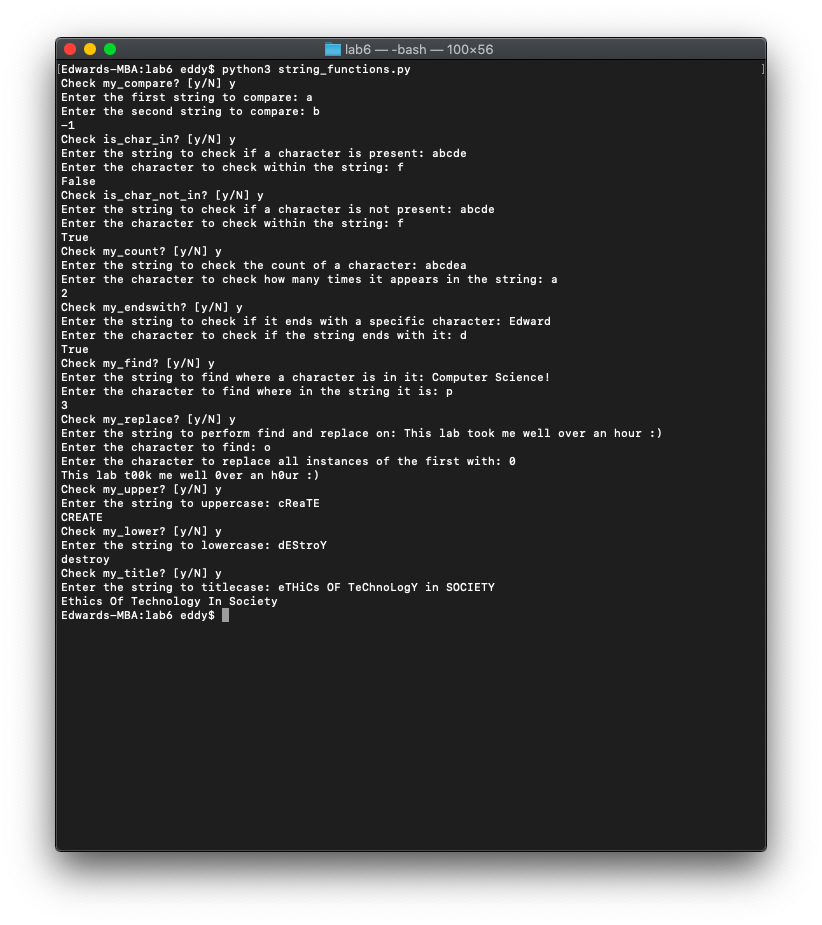 lab6 — -bash — 100×56
[Edwards-MBA:lab6 eddy$ python3 string_functions.py ]
Check my_compare? [y/N] y
Enter the first string to compare: a
Enter the second string to compare: b
-1
Check is_char_in? [y/N] y
Enter the string to check if a character is present: abcde
Enter the character to check within the string: f
False
Check is_char_not_in? [y/N] y
Enter the string to check if a character is not present: abcde
Enter the character to check within the string: f
True
Check my_count? [y/N] y
Enter the string to check the count of a character: abcdea
Enter the character to check how many times it appears in the string: a
2
Check my_endswith? [y/N] y
Enter the string to check if it ends with a specific character: Edward
Enter the character to check if the string ends with it: d
True
Check my_find? [y/N] y
Enter the string to find where a character is in it: Computer Science!
Enter the character to find where in the string it is: p
3
Check my_replace? [y/N] y
Enter the string to perform find and replace on: This lab took me well over an hour :)
Enter the character to find: o
Enter the character to replace all instances of the first with: 0
This lab t00k me well 0ver an h0ur :)
Check my_upper? [y/N] y
Enter the string to uppercase: cReaTE
CREATE
Check my_lower? [y/N] y
Enter the string to lowercase: dEStroY
destroy
Check my_title? [y/N] y
Enter the string to titlecase: eTHiCs OF TeChnoLogY in SOCIETY
Ethics Of Technology In Society
Edwards-MBA:lab6 eddy$